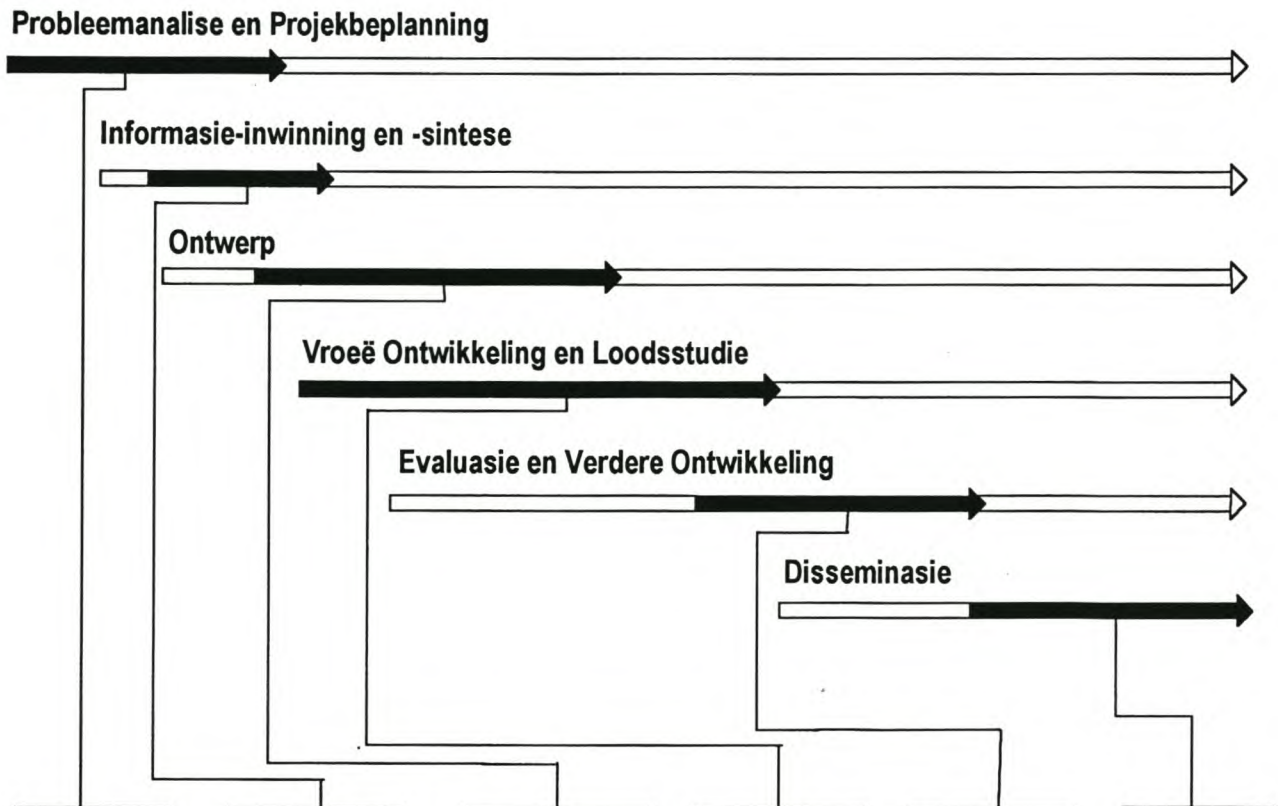 Probleemanalise en Projekbeplanning
Informasie-inwinning en -sintese
Ontwerp
Vroeë Ontwikkeling en Loodsstudie
Evaluasie en Verdere Ontwikkeling
Disseminasie